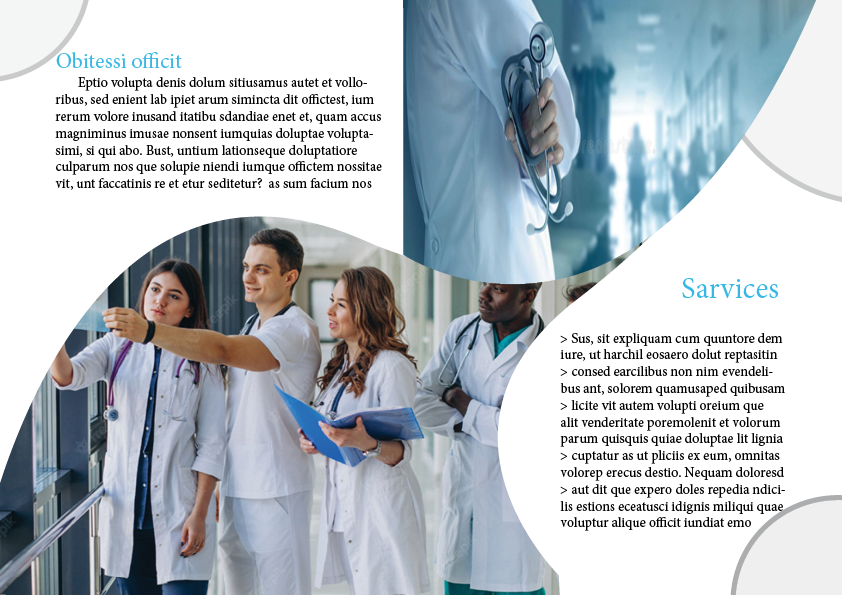 Obitessi officit
Eptio volupta denis dolum sitiusamus autet et vollo-
ribus, sed enient lab ipiet arum simincta dit offictest, ium
rerum volore inusand itatibu sdandiae enet et, quam accus
magniminus imusae nonsent iumquias doluptae volupta-
simi, si qui abo. Bust, untium lationseque doluptatiore
culparum nos que solupie niendi iumque offictem nossitae
vit, unt faccatinis re et etur seditetur?  as sum facium nos
Sarvices
> Sus, sit expliquam cum quuntore dem
iure, ut harchil eosaero dolut reptasitin
> consed earcilibus non nim evendeli-
bus ant, solorem quamusaped quibusam
> licite vit autem volupti oreium que
alit venderitate poremolenit et volorum
parum quisquis quiae doluptae lit lignia
> cuptatur as ut pliciis ex eum, omnitas
volorep erecus destio. Nequam doloresd
> aut dit que expero doles repedia ndici-
lis estions eceatusci idignis miliqui quae
voluptur alique officit iundiat emo